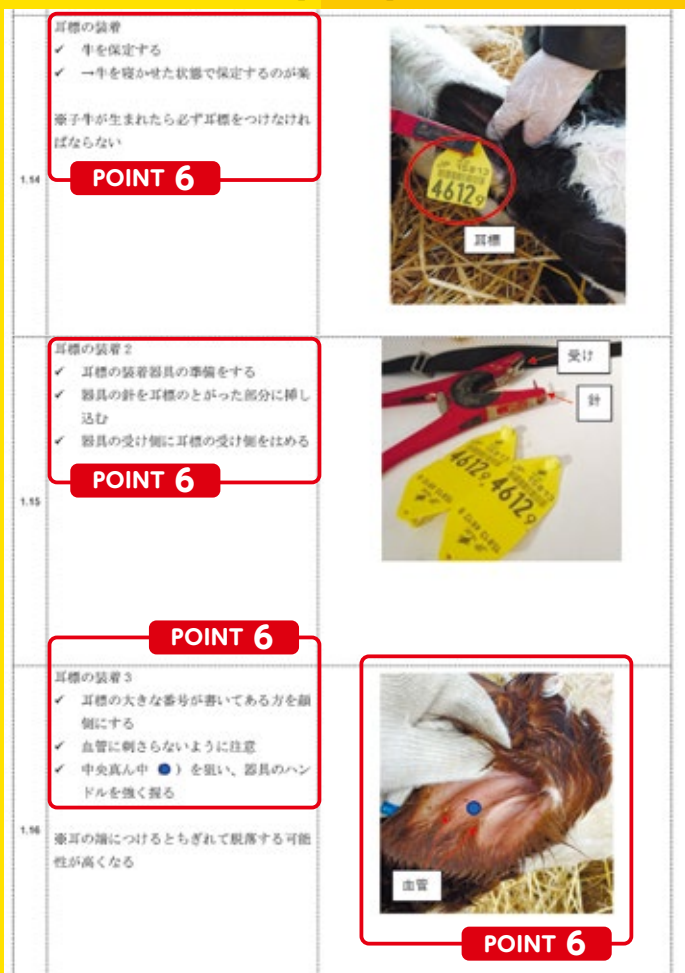 耳標の装着
✓ 牛を保定する
✓ →牛を寝かせた状態で保定するのが楽
※子牛が生まれたら必ず耳標をつけなけれ
ばならない
POINT 6
1.14
4612 9
耳標
耳標の装着2
✓ 耳標の装着器具の準備をする
✓ 器具の針を耳標のとがった部分に挿し
込む
✓ 器具の受け側に耳標の受け側をはめる
POINT 6
1.15
受け
針
4612 9
4612 9
POINT 6
耳標の装着3
✓ 耳標の大きな番号が書いてある方を顔
側にする
✓ 血管に刺さらないように注意
✓ 中央真ん中 ●）を狙い、器具のハン
ドルを強く握る
1.16
※耳の端につけるとちぎれて脱落する可能
性が高くなる
血管
POINT 6